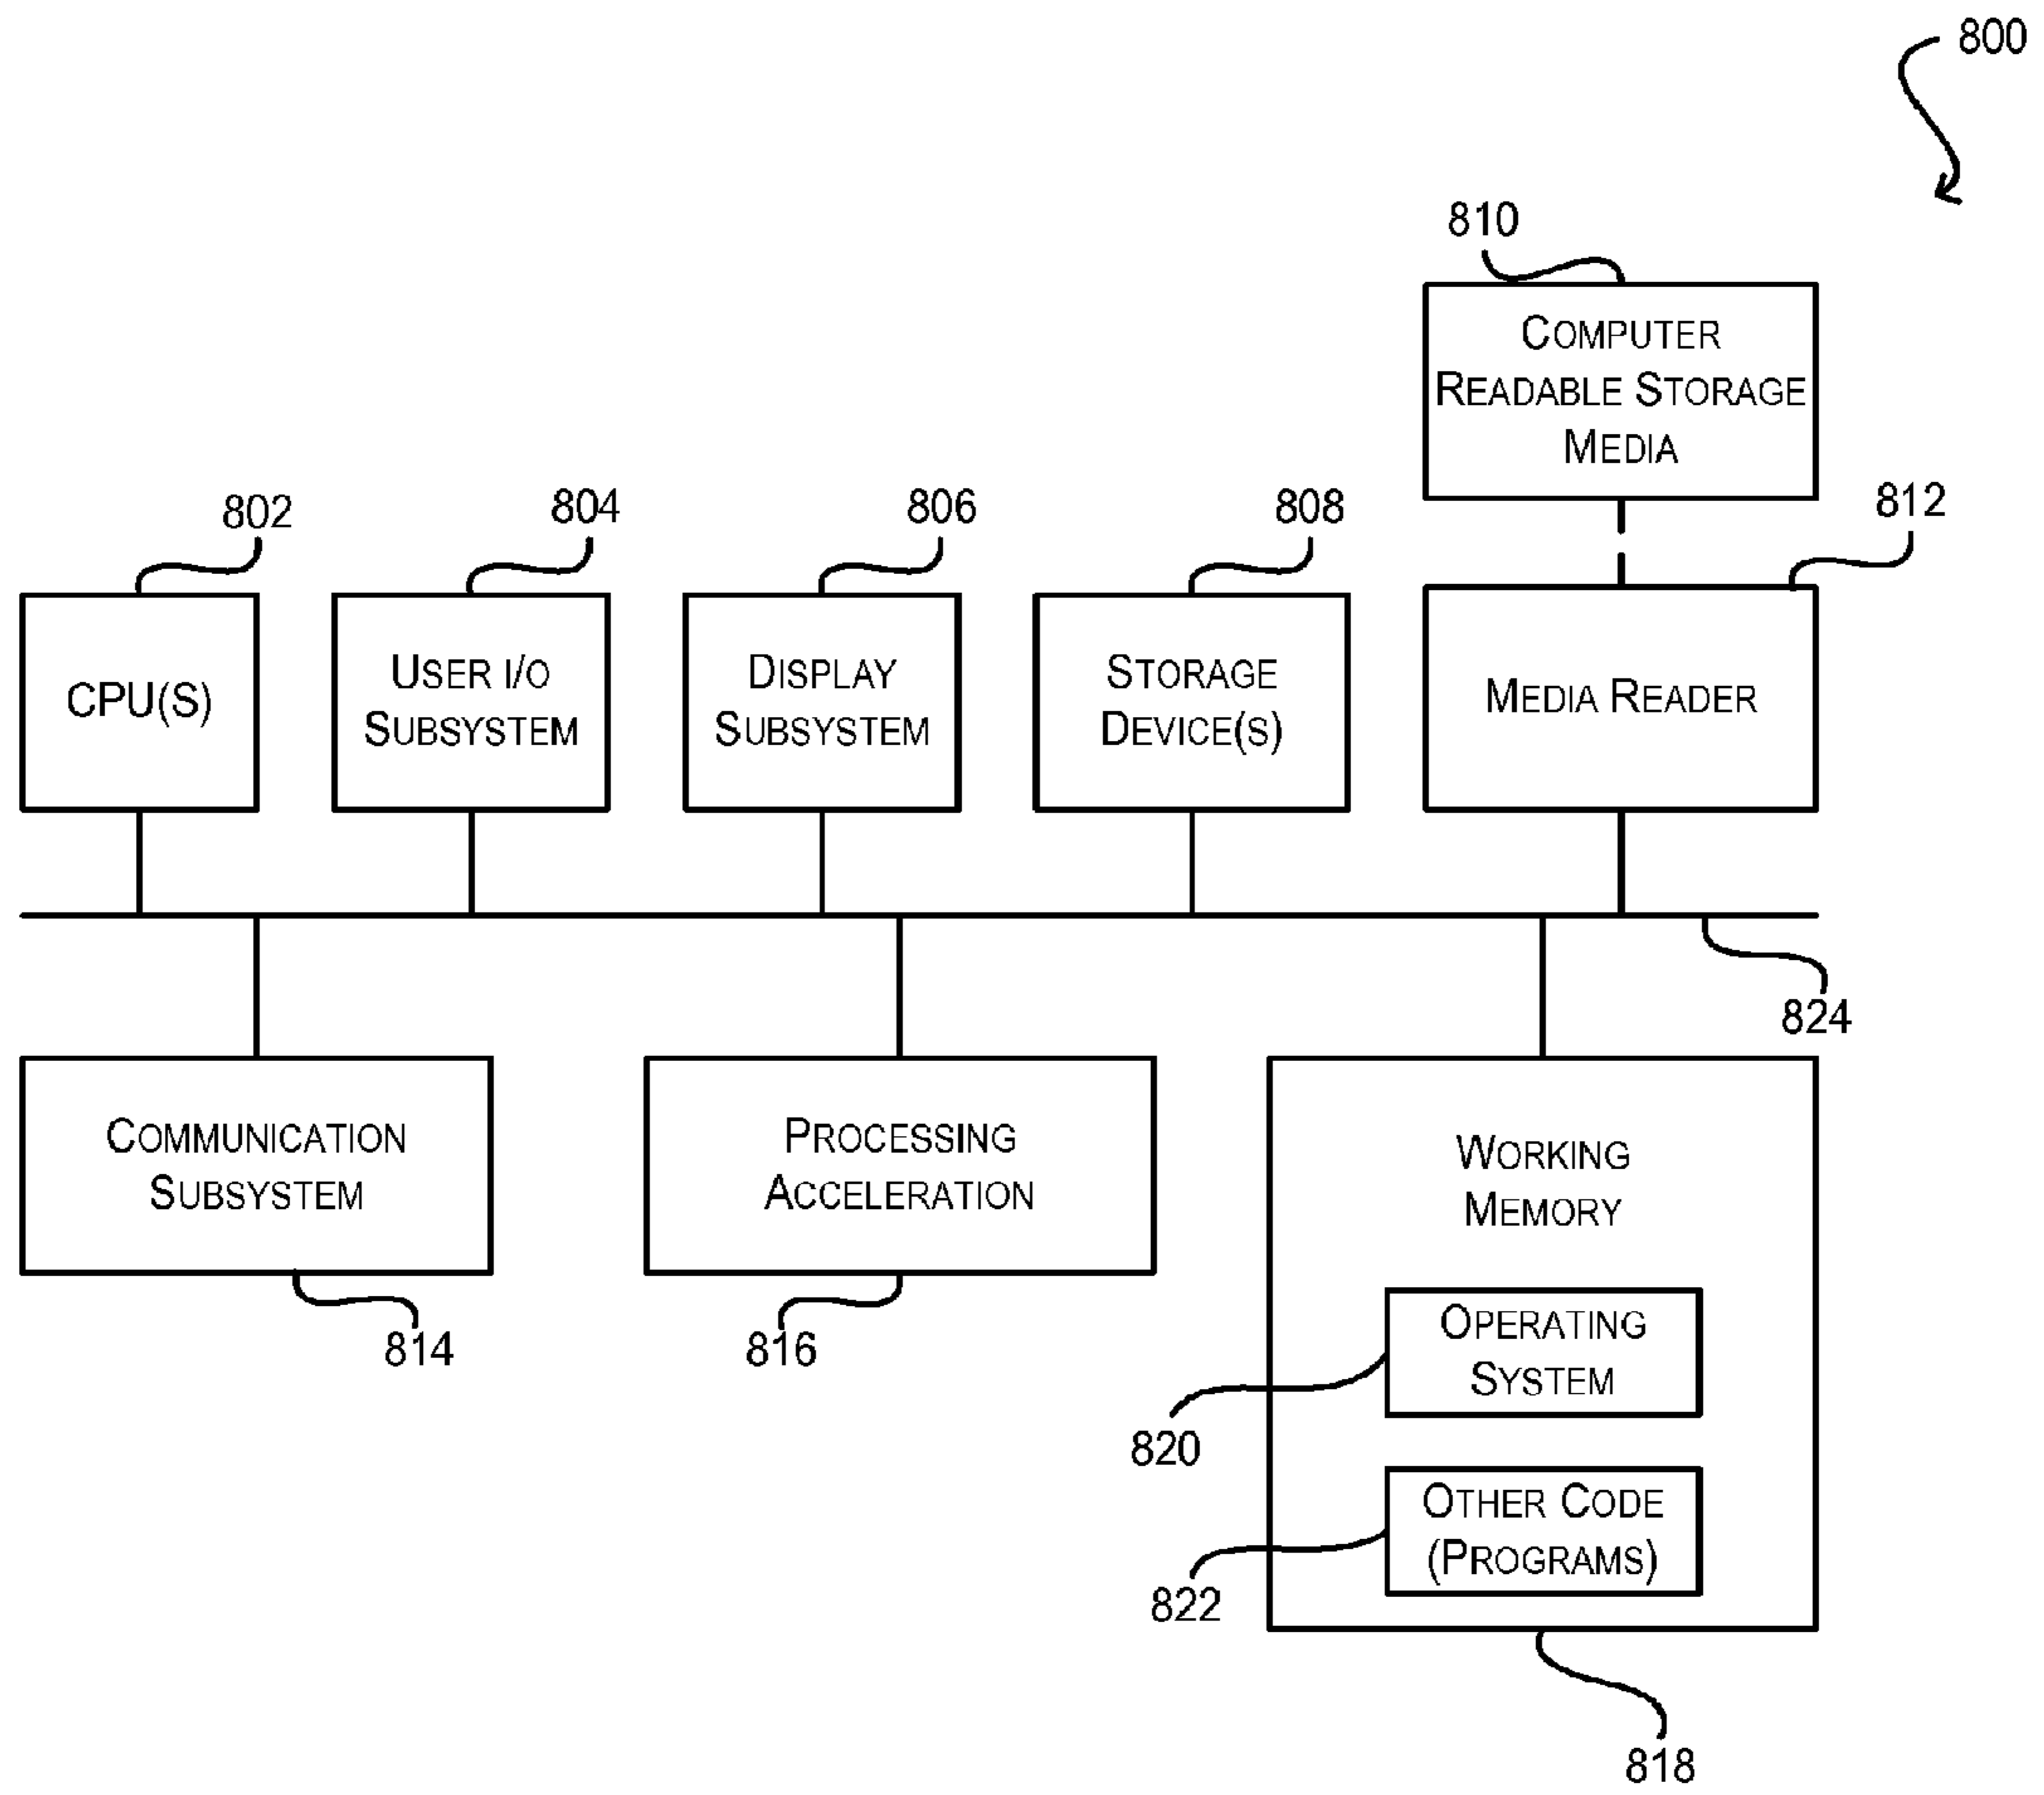 800
810
COMPUTER
READABLE STORAGE
MEDIA
802
804
806
808
812
CPU(S)
USER I/O
SUBSYSTEM
DISPLAY
SUBSYSTEM
STORAGE
DEVICE(S)
MEDIA READER
824
COMMUNICATION
SUBSYSTEM
PROCESSING
ACCELERATION
WORKING
MEMORY
814
816
OPERATING
SYSTEM
820
OTHER CODE
(PROGRAMS)
822
818